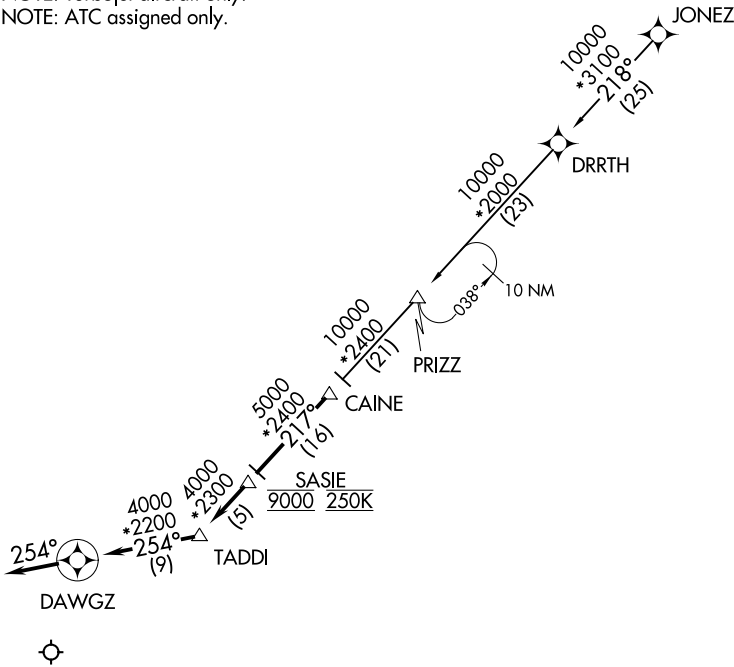 NOTE: Turbojet aircraft only.
NOTE: ATC assigned only.
JONEZ
10000
*3100
218°
(25)
DRRTH
10000
*2000
(23)
038°
10 NM
PRIZZ
10000
*2400
(21)
CAINE
5000
*2400
217°
(16)
SASIE
9000 250K
4000
*2300
(5)
TADDI
4000
*2200
254°
(9)
254°
DAWGZ